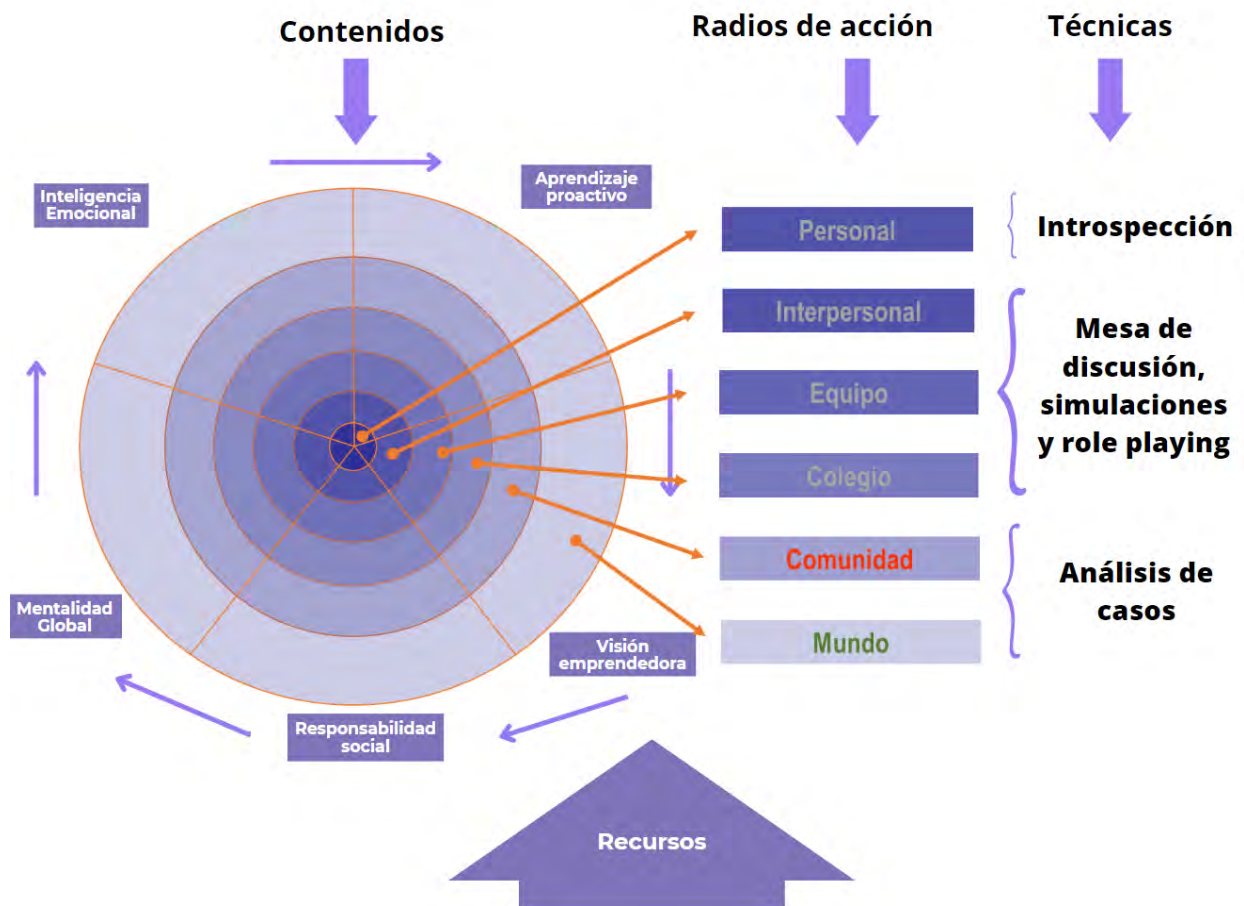 Contenidos
Radios de acción
Técnicas
Inteligencia
Emocional
Aprendizaje
proactivo
Personal
Introspección
Interpersonal
Mesa de
discusión,
simulaciones
y role playing
Equipo
Colegio
Comunidad
Análisis de
casos
Mentalidad
Global
Visión
emprendedora
Mundo
Responsabilidad
social
Recursos